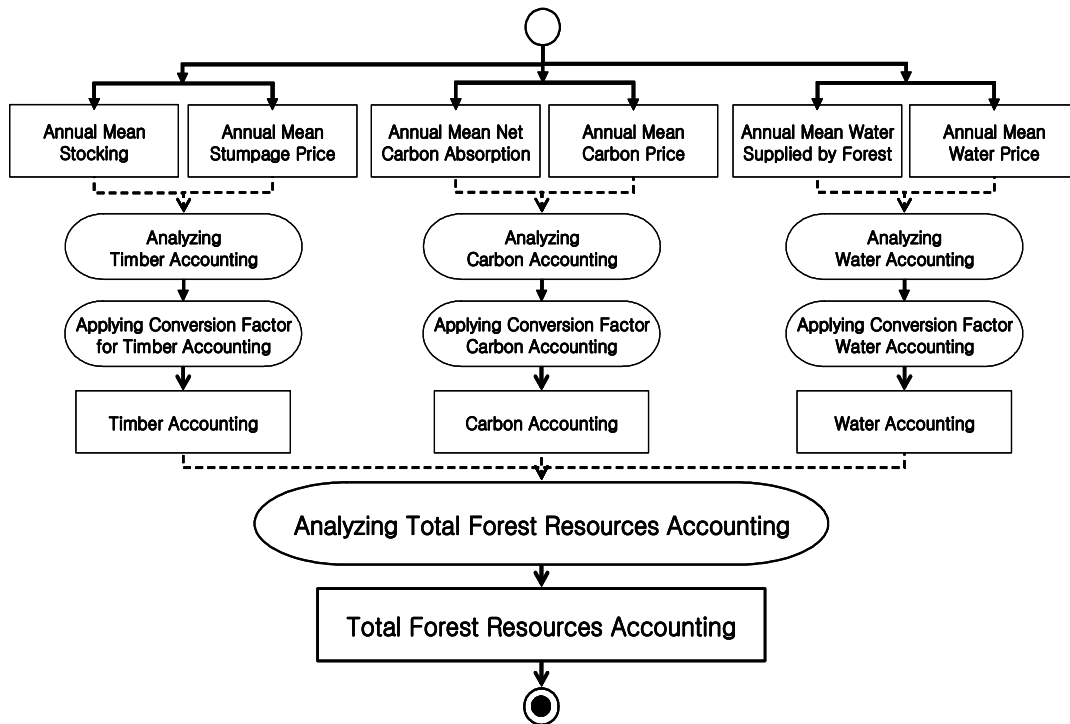 Annual Mean
Stocking
Annual Mean
Stumpage Price
Annual Mean Net
Carbon Absorption
Annual Mean
Carbon Price
Annual Mean Water
Supplied by Forest
Annual Mean
Water Price
Analyzing
Timber Accounting
Analyzing
Carbon Accounting
Analyzing
Water Accounting
Applying Conversion Factor
for Timber Accounting
Applying Conversion Factor
Carbon Accounting
Applying Conversion Factor
Water Accounting
Timber Accounting
Carbon Accounting
Water Accounting
Analyzing Total Forest Resources Accounting
Total Forest Resources Accounting